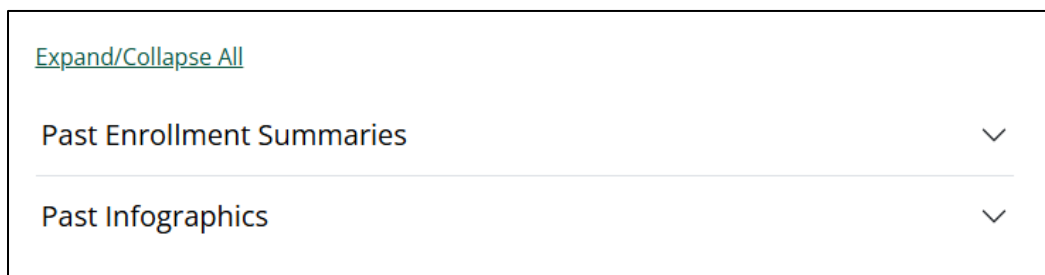 Expand/Collapse All
Past Enrollment Summaries
Past Infographics